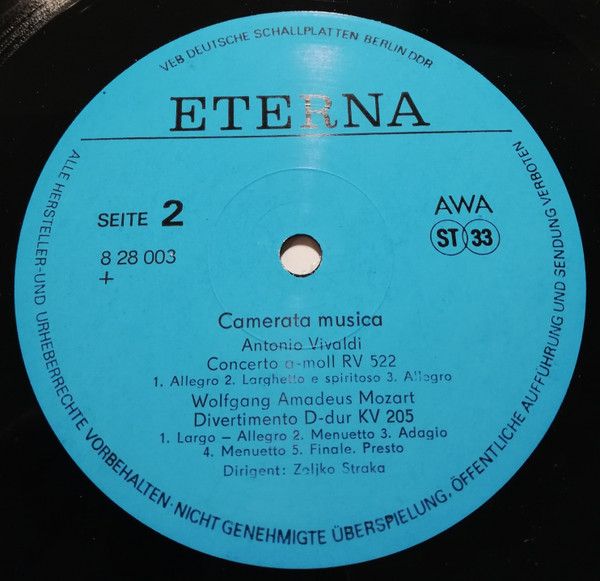 VEB DEUTSCHE SCHALLPLATTEN BERLIN DDR
ETERNA
SEITE 2
8 28 003
+
AWA
ST 33
Camerata musica
Antonio Vivaldi
Concerto a-moll RV 522
1. Allegro 2. Larghetto e spiritoso 3. Allegro
Wolfgang Amadeus Mozart
Divertimento D-dur KV 205
1. Largo – Allegro 2. Menuetto 3. Adagio
4. Menuetto 5. Finale. Presto
Dirigent: Zeljko Straka
ALLE HERSTELLER-UND URHEBERRECHTE VORBEHALTEN·NICHT GENEHMIGTE ÜBERSPIELUNG, ÖFFENTLICHE AUFFÜHRUNG UND SENDUNG VERBOTEN